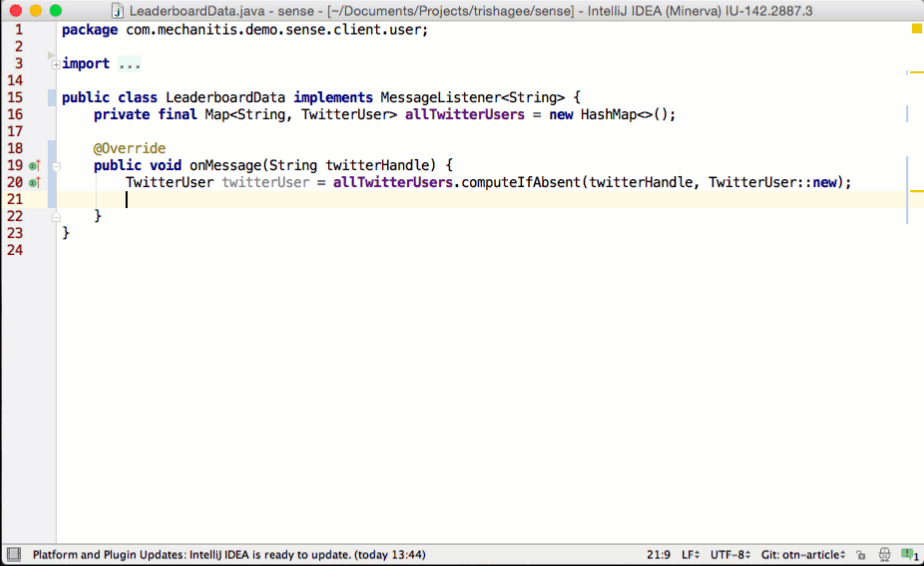 LeaderboardData.java - sense - [~/Documents/Projects/trishagee/sense] - IntelliJ IDEA (Minerva) IU-142.2887.3
1 package com.mechanitis.demo.sense.client.user;
2
3 import ...
14
15 public class LeaderboardData implements MessageListener<String> {
16 private final Map<String, TwitterUser> allTwitterUsers = new HashMap<>();
17
18 @Override
19 public void onMessage(String twitterHandle) {
20 TwitterUser twitterUser = allTwitterUsers.computeIfAbsent(twitterHandle, TwitterUser::new);
21
22 }
23 }
24
Platform and Plugin Updates: IntelliJ IDEA is ready to update. (today 13:44) 21:9 LF UTF-8 Git: otn-article 1